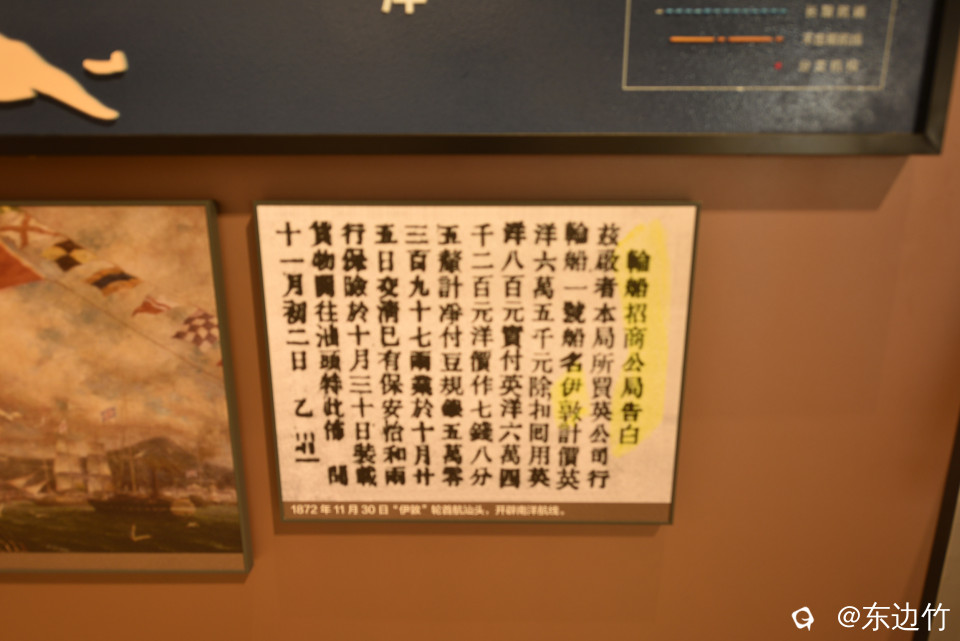 洋
輪船招商公局告白
茲啟者本局所買英公司行
輪船一號船名伊敦計價英
洋六萬五千元除扣囘用英
洋八百元實付英洋六萬四
千二百元洋價作七錢八分
五釐計凈付豆規銀五萬零
三百九十七兩業於十月廿
五日交清巳有保安怡和兩
行保險於十月三十日裝載
貨物開往汕頭特此佈 聞
十一月初二日 乙
1872年11月30日“伊敦”轮首航汕头，开辟南洋航线。
@东边竹